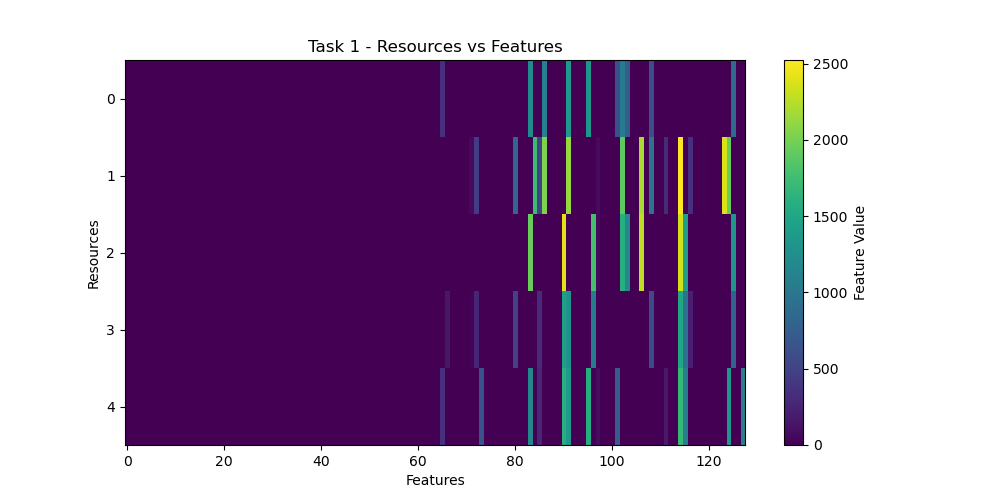 Task 1 - Resources vs Features
Resources
0
1
2
3
4
0 20 40 60 80 100 120
Features
2500
2000
1500
1000
500
0
Feature Value